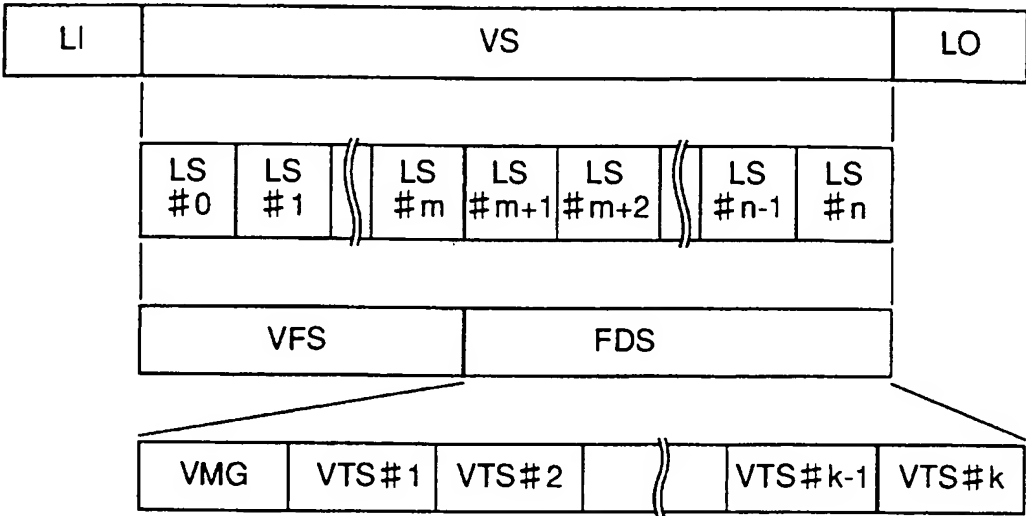 LI VS LO
LS LS LS LS LS LS LS
#0 #1 #m #m+1 #m+2 #n-1 #n
VFS FDS
VMG VTS#1 VTS#2 VTS#k-1 VTS#k